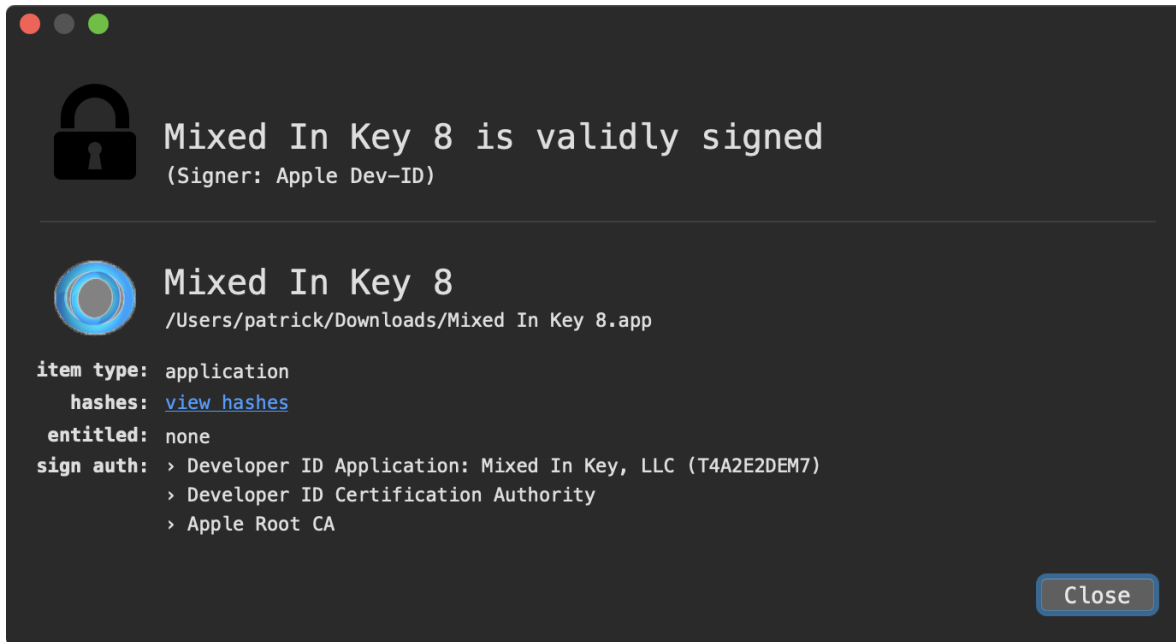 Mixed In Key 8 is validly signed
(Signer: Apple Dev-ID)
Mixed In Key 8
/Users/patrick/Downloads/Mixed In Key 8.app
item type: application
hashes: view hashes
entitled: none
sign auth: › Developer ID Application: Mixed In Key, LLC (T4A2E2DEM7)
› Developer ID Certification Authority
› Apple Root CA
Close